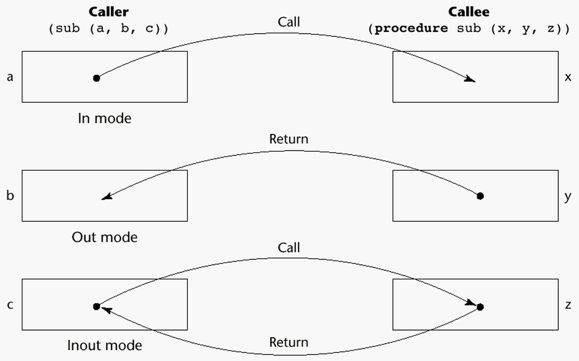 Caller
Callee
(sub (a, b, c))
Call
(procedure sub (x, y, z))
a
x
In mode
Return
b
y
Out mode
Call
c
z
Inout mode
Return